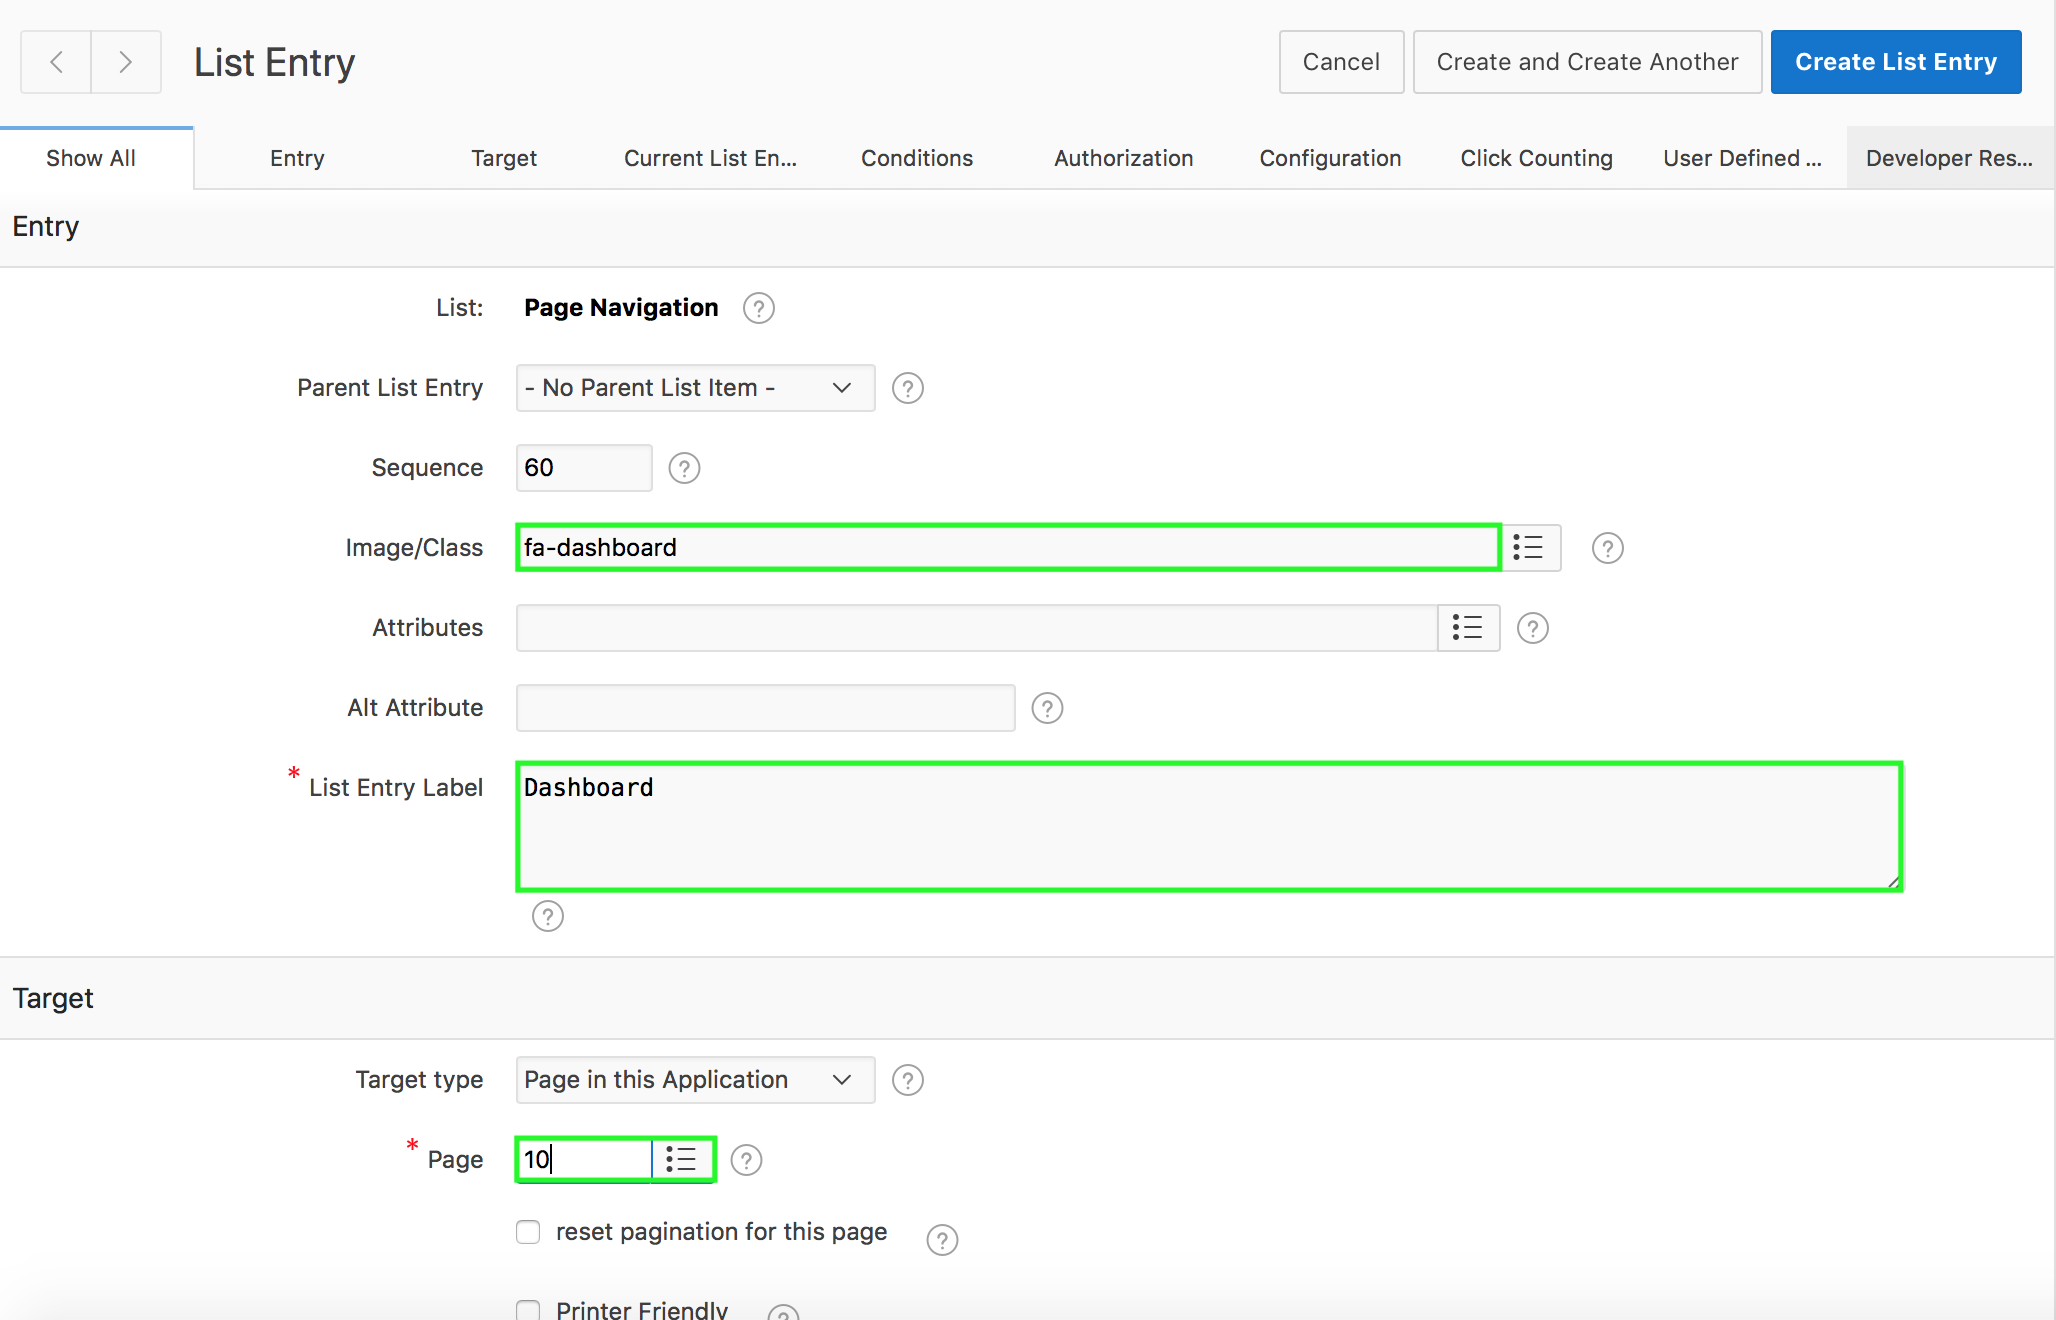 List Entry
Cancel
Create and Create Another
Create List Entry
Show All
Entry
Target
Current List En...
Conditions
Authorization
Configuration
Click Counting
User Defined ...
Developer Res...
Entry
List: Page Navigation ?
Parent List Entry - No Parent List Item - ?
Sequence 60 ?
Image/Class fa-dashboard ?
Attributes ?
Alt Attribute ?
* List Entry Label Dashboard
?
Target
Target type Page in this Application ?
* Page 10 ?
reset pagination for this page ?
Printer Friendly ?